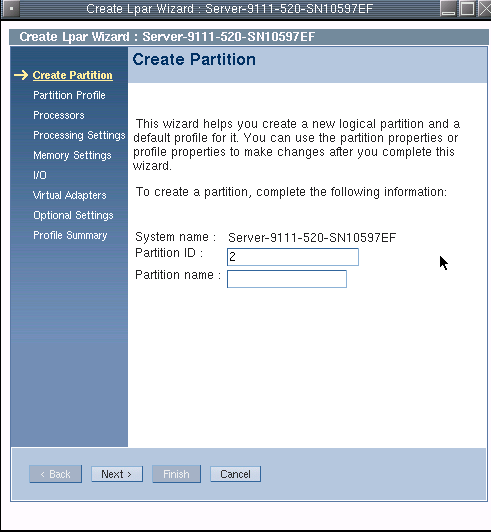 Create Lpar Wizard : Server-9111-520-SN10597EF
Create Lpar Wizard : Server-9111-520-SN10597EF
Create Partition
Partition Profile
Processors
Processing Settings
Memory Settings
I/O
Virtual Adapters
Optional Settings
Profile Summary
Create Partition
This wizard helps you create a new logical partition and a
default profile for it. You can use the partition properties or
profile properties to make changes after you complete this
wizard.
To create a partition, complete the following information:
System name : Server-9111-520-SN10597EF
Partition ID : 2
Partition name :
< Back Next > Finish Cancel